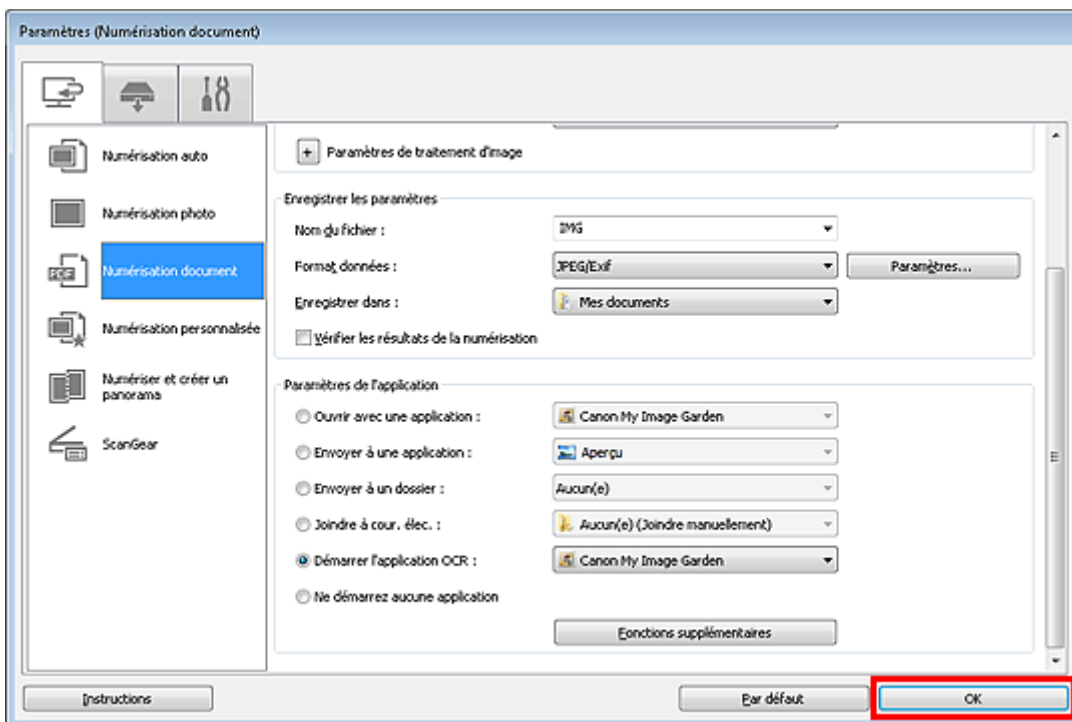 Paramètres (Numérisation document)
Numérisation auto
Numérisation photo
PDF
Numérisation document
Numérisation personnalisée
Numériser et créer un
panorama
ScanGear
+ Paramètres de traitement d'image
Enregistrer les paramètres
Nom du fichier : IMG
Format données : JPEG/Exif Paramètres...
Enregistrer dans : Mes documents
Vérifier les résultats de la numérisation
Paramètres de l'application
Ouvrir avec une application : Canon My Image Garden
Envoyer à une application : Aperçu
Envoyer à un dossier : Aucun(e)
Joindre à cour. élec. : Aucun(e) (Joindre manuellement)
Démarrer l'application OCR : Canon My Image Garden
Ne démarrez aucune application
Fonctions supplémentaires
Instructions Par défaut OK